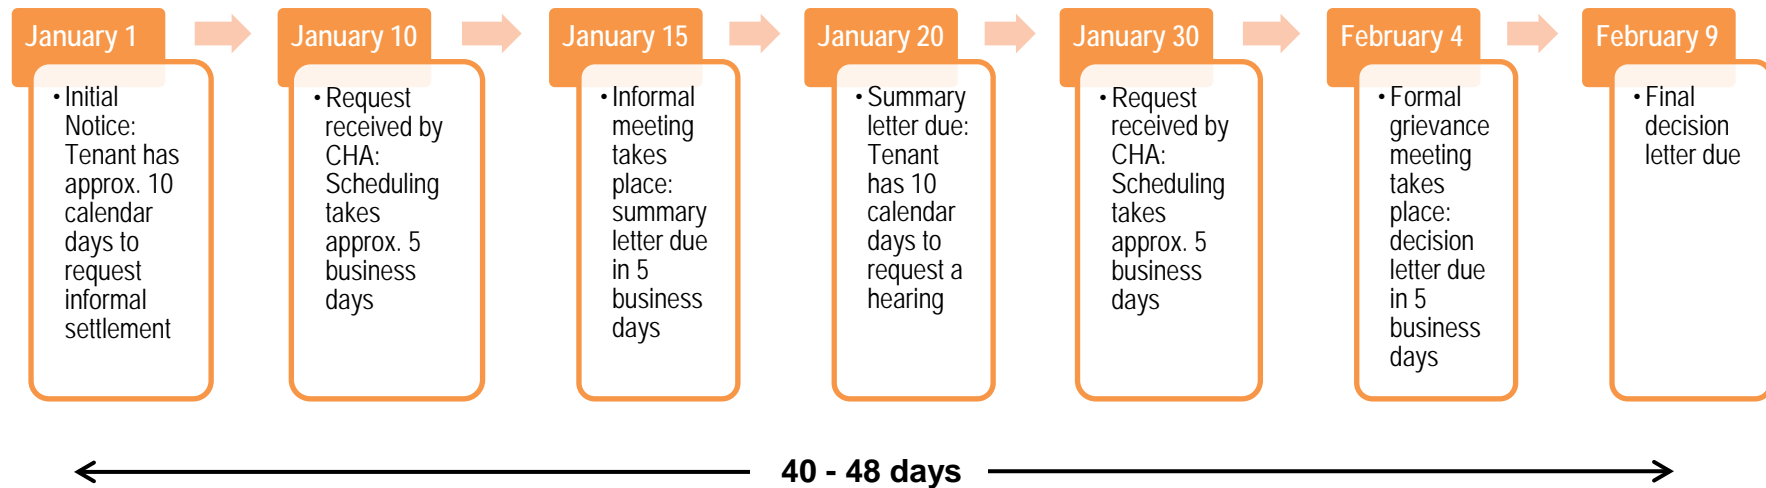 January 1
• Initial
Notice:
Tenant has
approx. 10
calendar
days to
request
informal
settlement
January 10
• Request
received by
CHA:
Scheduling
takes
approx. 5
business
days
January 15
• Informal
meeting
takes
place:
summary
letter due
in 5
business
days
January 20
• Summary
letter due:
Tenant
has 10
calendar
days to
request a
hearing
January 30
• Request
received by
CHA:
Scheduling
takes
approx. 5
business
days
February 4
• Formal
grievance
meeting
takes
place:
decision
letter due
in 5
business
days
February 9
• Final
decision
letter due
40 - 48 days